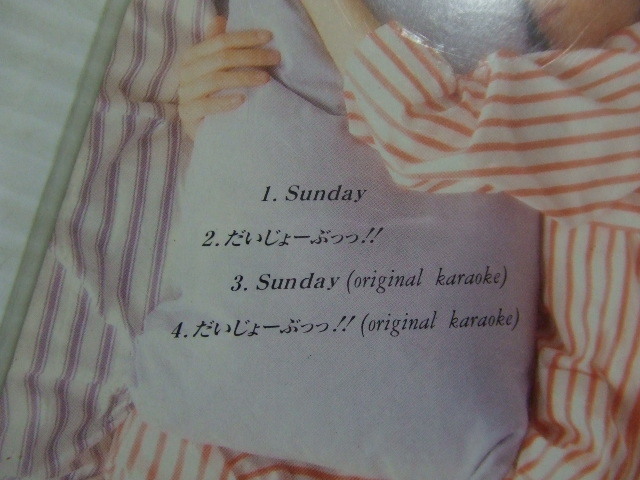 1. Sunday
2. だいじょーぶっっ!!
3. Sunday (original karaoke)
4. だいじょーぶっっ!! (original karaoke)